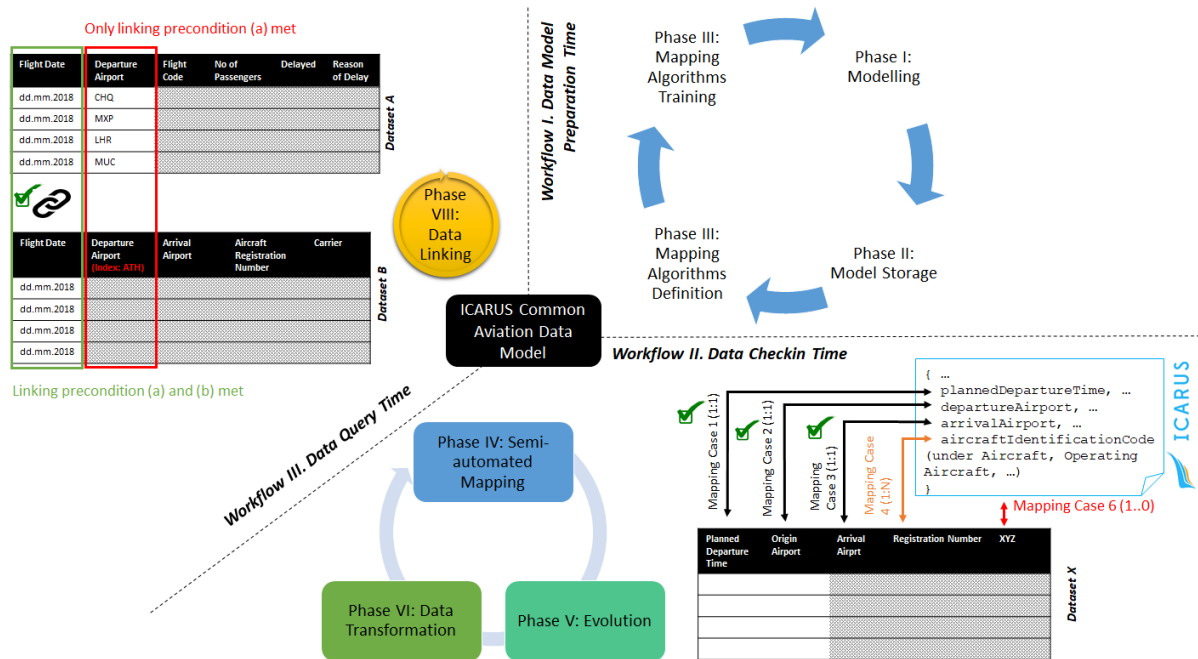 Only linking precondition (a) met
Flight Date
Departure
Airport
Flight
Code
No of
Passengers
Delayed
Reason
of Delay
dd.mm.2018
CHQ
dd.mm.2018
MXP
dd.mm.2018
LHR
dd.mm.2018
MUC
Dataset A
Flight Date
Departure
Airport
(Index: ATH)
Arrival
Airport
Aircraft
Registration
Number
Carrier
dd.mm.2018
dd.mm.2018
dd.mm.2018
dd.mm.2018
Dataset B
Linking precondition (a) and (b) met
Phase
VIII:
Data
Linking
ICARUS Common
Aviation Data
Model
Workflow I. Data Model
Preparation Time
Phase III:
Mapping
Algorithms
Training
Phase I:
Modelling
Phase III:
Mapping
Algorithms
Definition
Phase II:
Model Storage
Workflow II. Data Checkin Time
Workflow III. Data Query Time
Phase IV: Semi-
automated
Mapping
Phase VI: Data
Transformation
Phase V: Evolution
Mapping Case 1 (1:1)
Mapping Case 2 (1:1)
Mapping
Case 3 (1:1)
Mapping Case
4 (1:N)
{ …
plannedDepartureTime, …
departureAirport, …
arrivalAirport, …
aircraftIdentificationCode
(under Aircraft, Operating
Aircraft, …)
}
ICARUS
Mapping Case 6 (1..0)
Planned
Departure
Time
Origin
Airport
Arrival
Airprt
Registration Number
XYZ
Dataset X